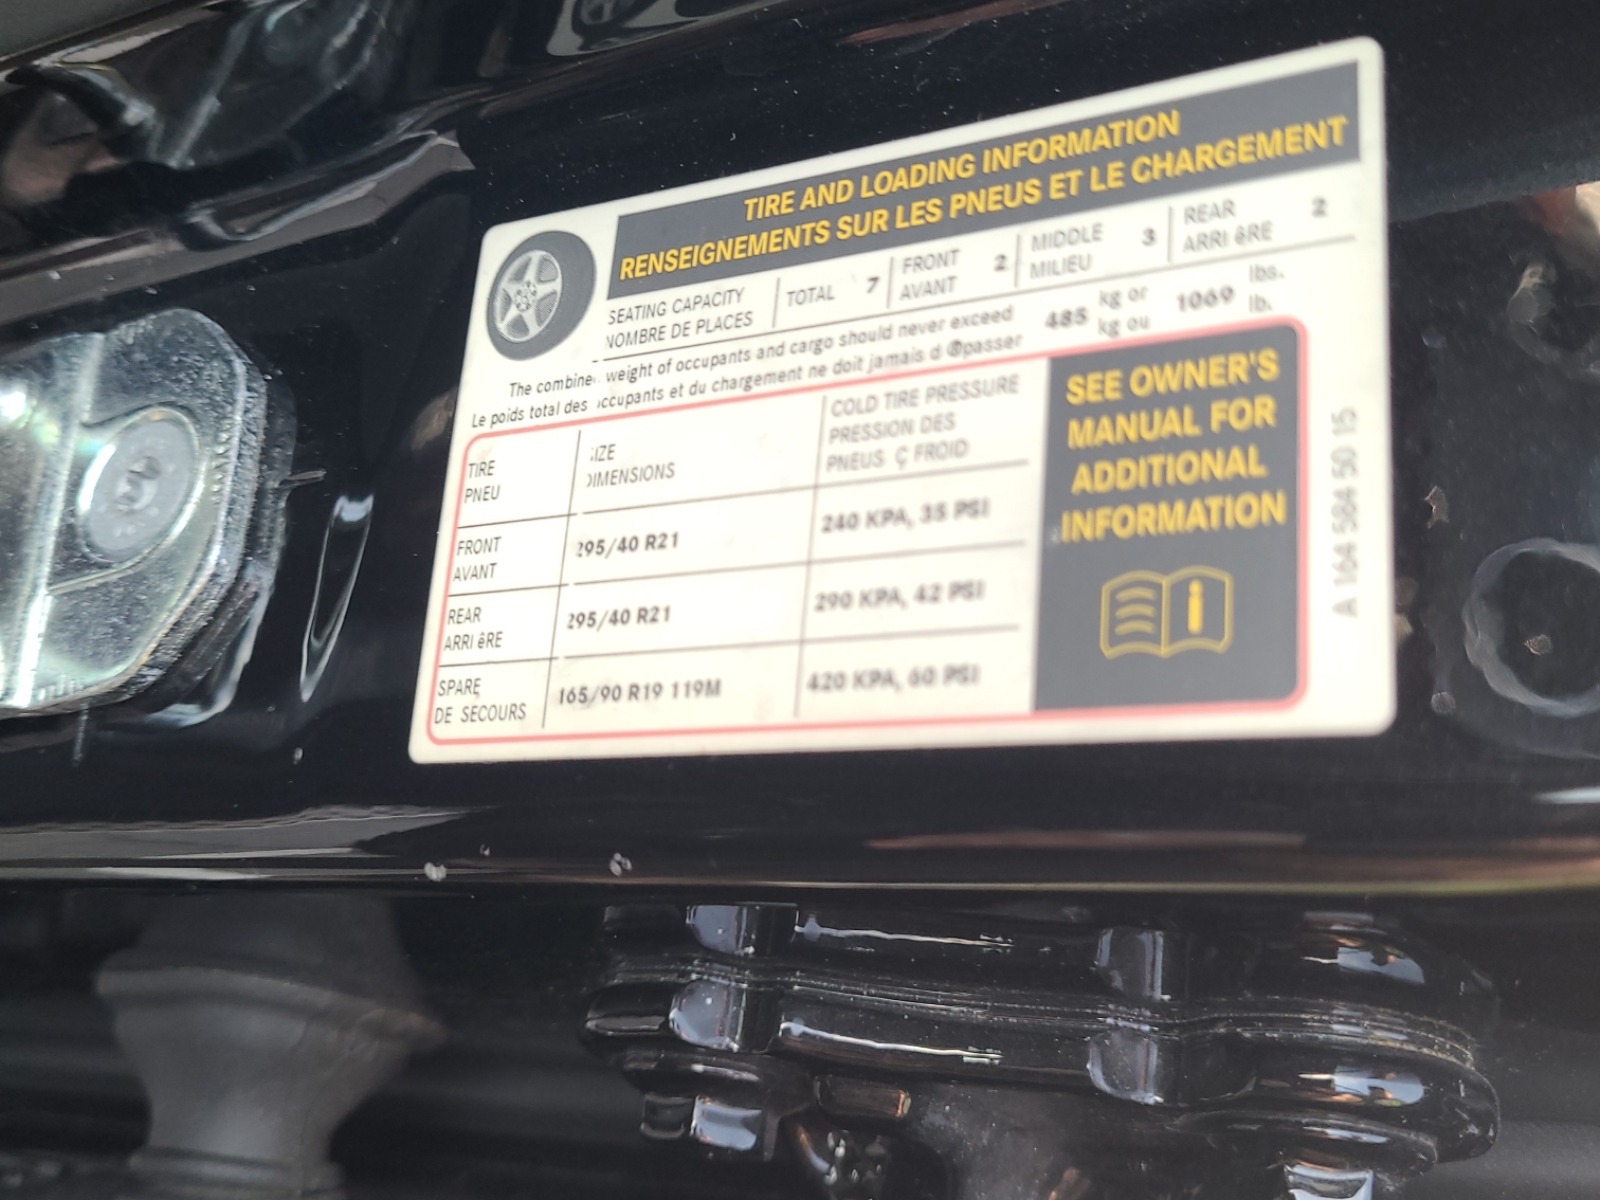 TIRE AND LOADING INFORMATION
RENSEIGNEMENTS SUR LES PNEUS ET LE CHARGEMENT
SEATING CAPACITY
NOMBRE DE PLACES
TOTAL 7
FRONT
AVANT
2
MIDDLE
MILIEU
3
REAR
ARRI êRE
2
The combine weight of occupants and cargo should never exceed 485 kg or 1069 lbs.
Le poids total des occupants et du chargement ne doit jamais d @passer kg ou lb.
TIRE
PNEU
SIZE
DIMENSIONS
COLD TIRE PRESSURE
PRESSION DES
PNEUS Ç FROID
FRONT
AVANT
295/40 R21
240 KPA, 35 PSI
REAR
ARRI êRE
295/40 R21
290 KPA, 42 PSI
SPARE
DE SECOURS
165/90 R19 119M
420 KPA, 60 PSI
SEE OWNER'S
MANUAL FOR
ADDITIONAL
INFORMATION
A 164 584 50 15